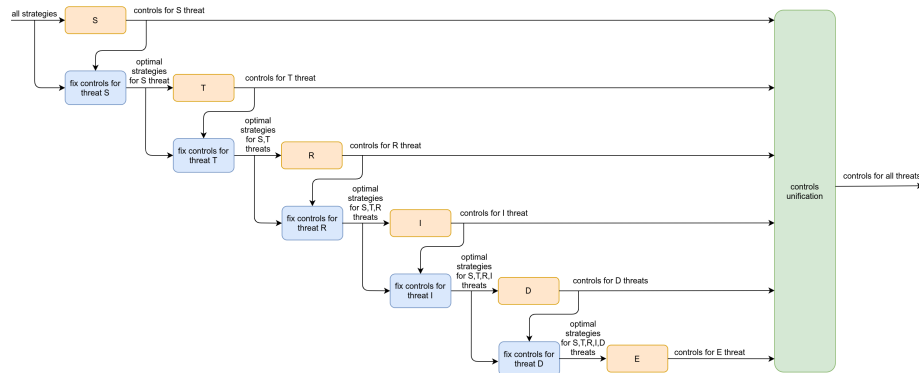 all strategies
S
controls for S threat
fix controls for
threat S
optimal
strategies
for S threat
T
controls for T threat
fix controls for
threat T
optimal
strategies
for S,T
threats
R
controls for R threat
fix controls for
threat R
optimal
strategies
for S,T,R
threats
I
controls for I threat
fix controls for
threat I
optimal
strategies
for S,T,R,I
threats
D
controls for D threats
fix controls for
threat D
optimal
strategies
for S,T,R,I,D
threats
E
controls for E threat
controls
unification
controls for all threats